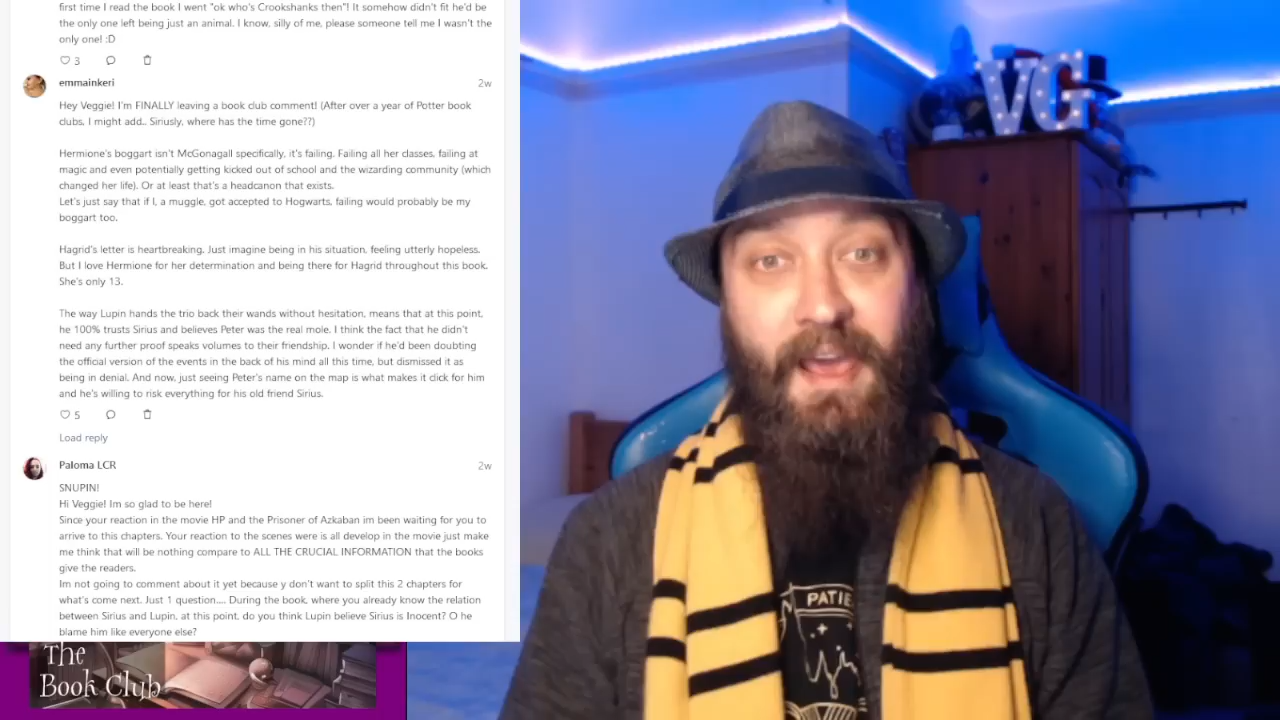 first time I read the book I went "ok who's Crookshanks then"! It somehow didn't fit he'd be
the only one left being just an animal. I know, silly of me, please someone tell me I wasn't the
only one! :D
3
emmainkeri
2w
Hey Veggie! I'm FINALLY leaving a book club comment! (After over a year of Potter book
clubs, I might add.. Siriusly, where has the time gone??)
Hermione's boggart isn't McGonagall specifically, it's failing. Failing all her classes, failing at
magic and even potentially getting kicked out of school and the wizarding community (which
changed her life). Or at least that's a headcanon that exists.
Let's just say that if I, a muggle, got accepted to Hogwarts, failing would probably be my
boggart too.
Hagrid's letter is heartbreaking. Just imagine being in his situation, feeling utterly hopeless.
But I love Hermione for her determination and being there for Hagrid throughout this book.
She's only 13.
The way Lupin hands the trio back their wands without hesitation, means that at this point,
he 100% trusts Sirius and believes Peter was the real mole. I think the fact that he didn't
need any further proof speaks volumes to their friendship. I wonder if he'd been doubting
the official version of the events in the back of his mind all this time, but dismissed it as
being in denial. And now, just seeing Peter's name on the map is what makes it click for him
and he's willing to risk everything for his old friend Sirius.
5
Load reply
Paloma LCR
2w
SNUPIN!
Hi Veggie! Im so glad to be here!
Since your reaction in the movie HP and the Prisoner of Azkaban im been waiting for you to
arrive to this chapters. Your reaction to the scenes were is all develop in the movie just make
me think that will be nothing compare to ALL THE CRUCIAL INFORMATION that the books
give the readers.
Im not going to comment about it yet because y don't want to split this 2 chapters for
what's come next. Just 1 question.... During the book, where you already know the relation
between Sirius and Lupin, at this point, do you think Lupin believe Sirius is Inocent? O he
blame him like everyone else?
The
Book Club
VG
PATIE